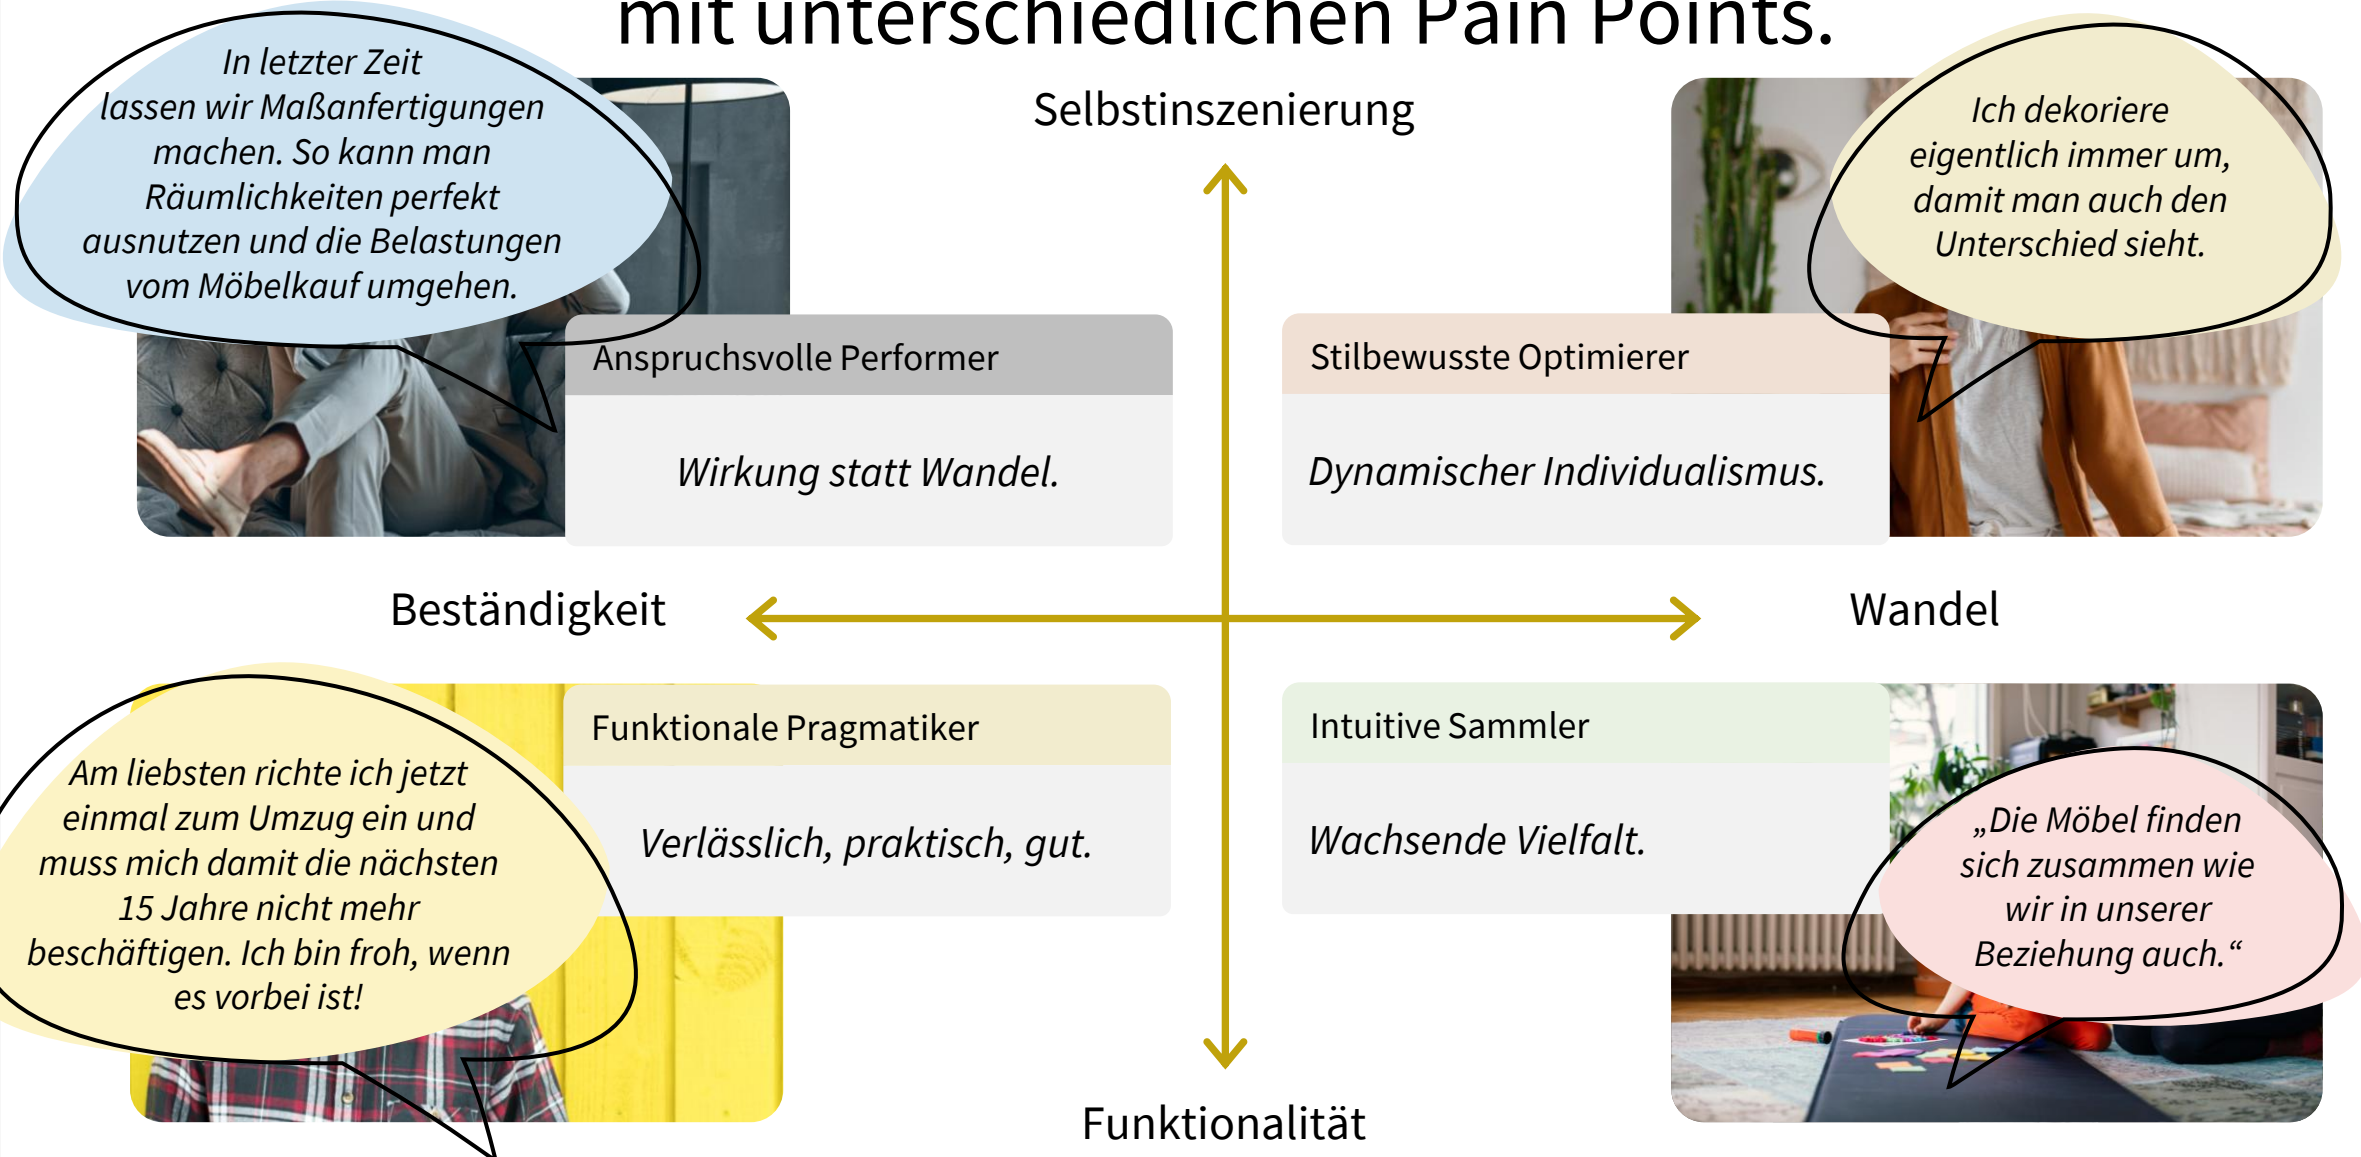 mit unterschiedlichen Pain Points.
In letzter Zeit
lassen wir Maßanfertigungen
machen. So kann man
Räumlichkeiten perfekt
ausnutzen und die Belastungen
vom Möbelkauf umgehen.
Selbstinszenierung
Ich dekoriere
eigentlich immer um,
damit man auch den
Unterschied sieht.
Anspruchsvolle Performer
Wirkung statt Wandel.
Stilbewusste Optimierer
Dynamischer Individualismus.
Beständigkeit
Wandel
Am liebsten richte ich jetzt
einmal zum Umzug ein und
muss mich damit die nächsten
15 Jahre nicht mehr
beschäftigen. Ich bin froh, wenn
es vorbei ist!
Funktionale Pragmatiker
Verlässlich, praktisch, gut.
Intuitive Sammler
Wachsende Vielfalt.
„Die Möbel finden
sich zusammen wie
wir in unserer
Beziehung auch.“
Funktionalität